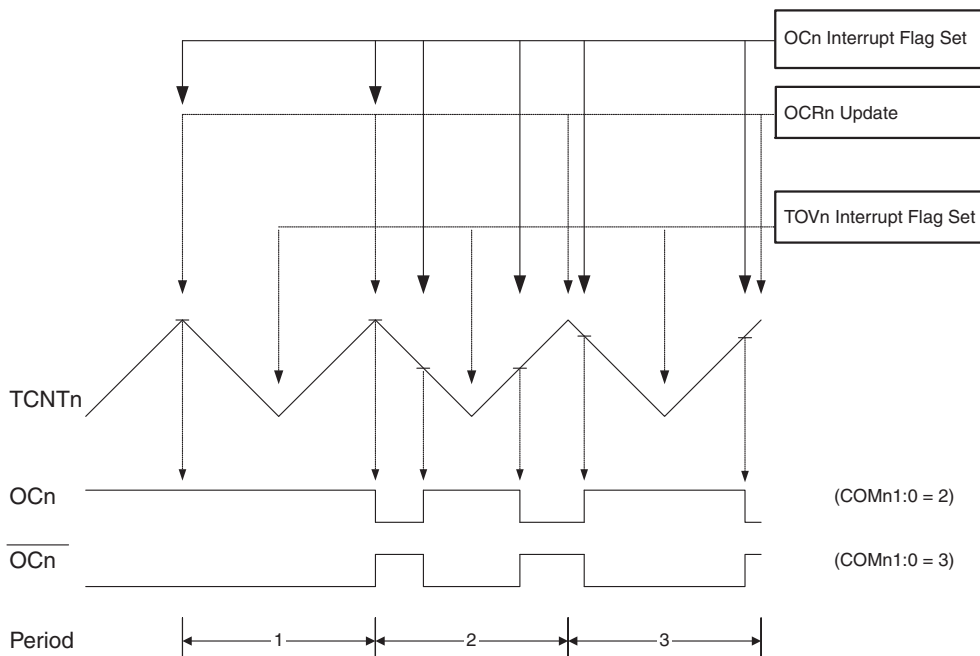 OCn Interrupt Flag Set
OCRn Update
TOVn Interrupt Flag Set
TCNTn
OCn
(COMn1:0 = 2)
OCn
(COMn1:0 = 3)
Period
1
2
3